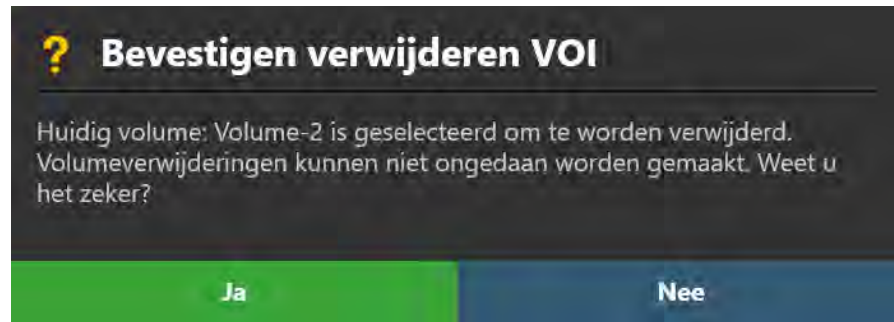 ? Bevestigen verwijderen VOI
Huidig volume: Volume-2 is geselecteerd om te worden verwijderd.
Volumeverwijderingen kunnen niet ongedaan worden gemaakt. Weet u
het zeker?
Ja
Nee